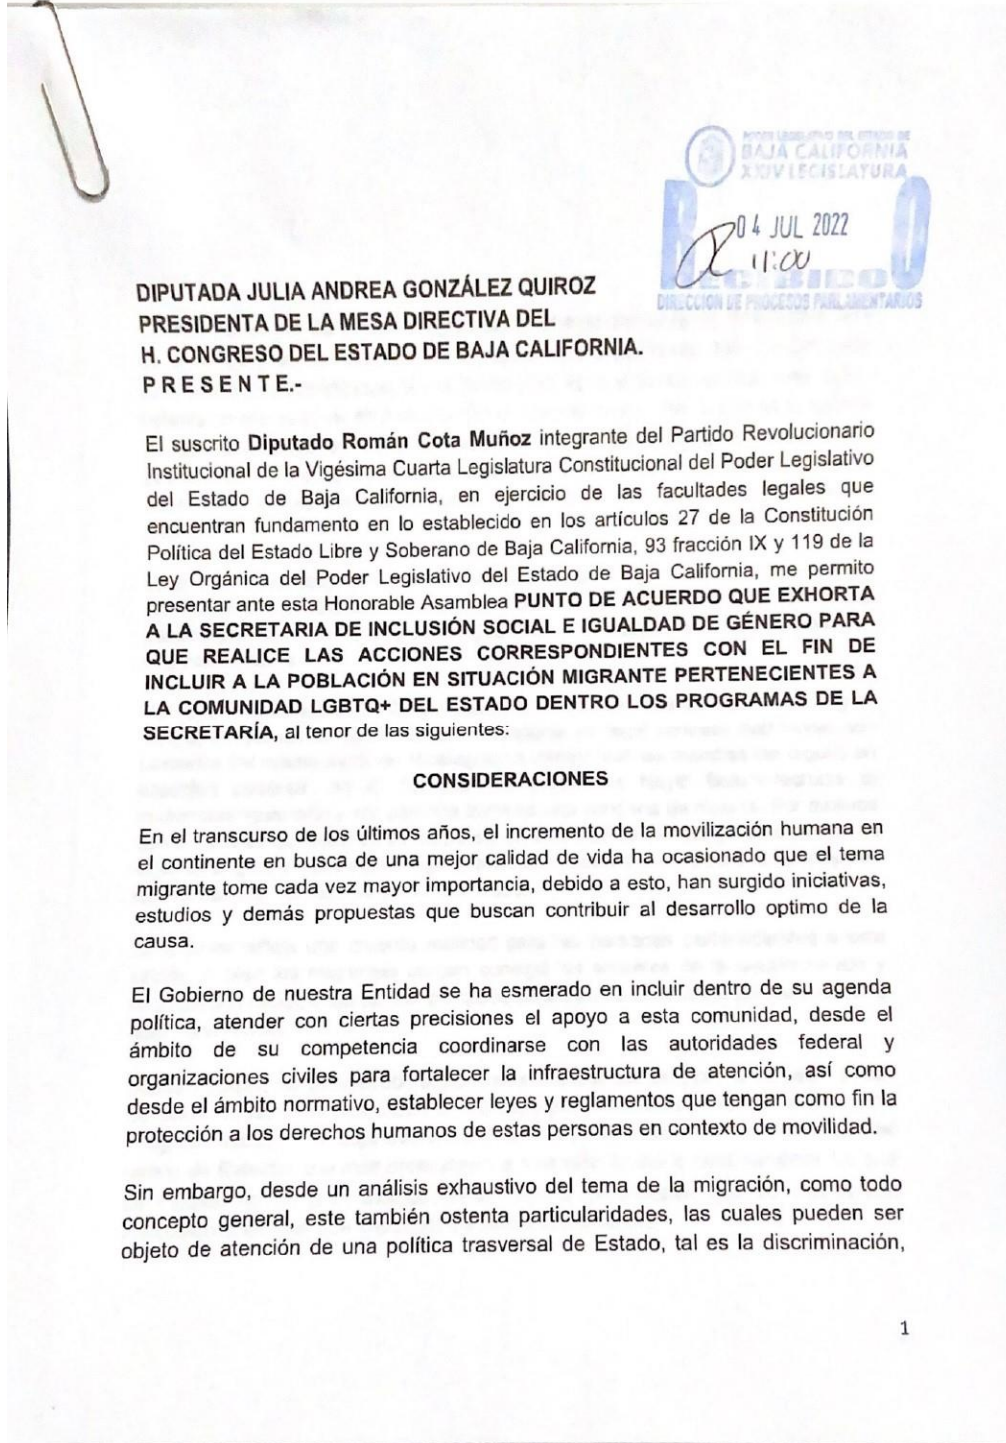 PODER LEGISLATIVO DEL ESTADO DE
BAJA CALIFORNIA
XXIV LEGISLATURA
04 JUL 2022
11:00
RECIBIDO
DIRECCION DE PROCESOS PARLAMENTARIOS
DIPUTADA JULIA ANDREA GONZÁLEZ QUIROZ
PRESIDENTA DE LA MESA DIRECTIVA DEL
H. CONGRESO DEL ESTADO DE BAJA CALIFORNIA.
P R E S E N T E.-
El suscrito Diputado Román Cota Muñoz integrante del Partido Revolucionario
Institucional de la Vigésima Cuarta Legislatura Constitucional del Poder Legislativo
del Estado de Baja California, en ejercicio de las facultades legales que
encuentran fundamento en lo establecido en los artículos 27 de la Constitución
Política del Estado Libre y Soberano de Baja California, 93 fracción IX y 119 de la
Ley Orgánica del Poder Legislativo del Estado de Baja California, me permito
presentar ante esta Honorable Asamblea PUNTO DE ACUERDO QUE EXHORTA
A LA SECRETARIA DE INCLUSIÓN SOCIAL E IGUALDAD DE GÉNERO PARA
QUE REALICE LAS ACCIONES CORRESPONDIENTES CON EL FIN DE
INCLUIR A LA POBLACIÓN EN SITUACIÓN MIGRANTE PERTENECIENTES A
LA COMUNIDAD LGBTQ+ DEL ESTADO DENTRO LOS PROGRAMAS DE LA
SECRETARÍA, al tenor de las siguientes:
CONSIDERACIONES
En el transcurso de los últimos años, el incremento de la movilización humana en
el continente en busca de una mejor calidad de vida ha ocasionado que el tema
migrante tome cada vez mayor importancia, debido a esto, han surgido iniciativas,
estudios y demás propuestas que buscan contribuir al desarrollo optimo de la
causa.
El Gobierno de nuestra Entidad se ha esmerado en incluir dentro de su agenda
política, atender con ciertas precisiones el apoyo a esta comunidad, desde el
ámbito de su competencia coordinarse con las autoridades federal y
organizaciones civiles para fortalecer la infraestructura de atención, así como
desde el ámbito normativo, establecer leyes y reglamentos que tengan como fin la
protección a los derechos humanos de estas personas en contexto de movilidad.
Sin embargo, desde un análisis exhaustivo del tema de la migración, como todo
concepto general, este también ostenta particularidades, las cuales pueden ser
objeto de atención de una política trasversal de Estado, tal es la discriminación,
1